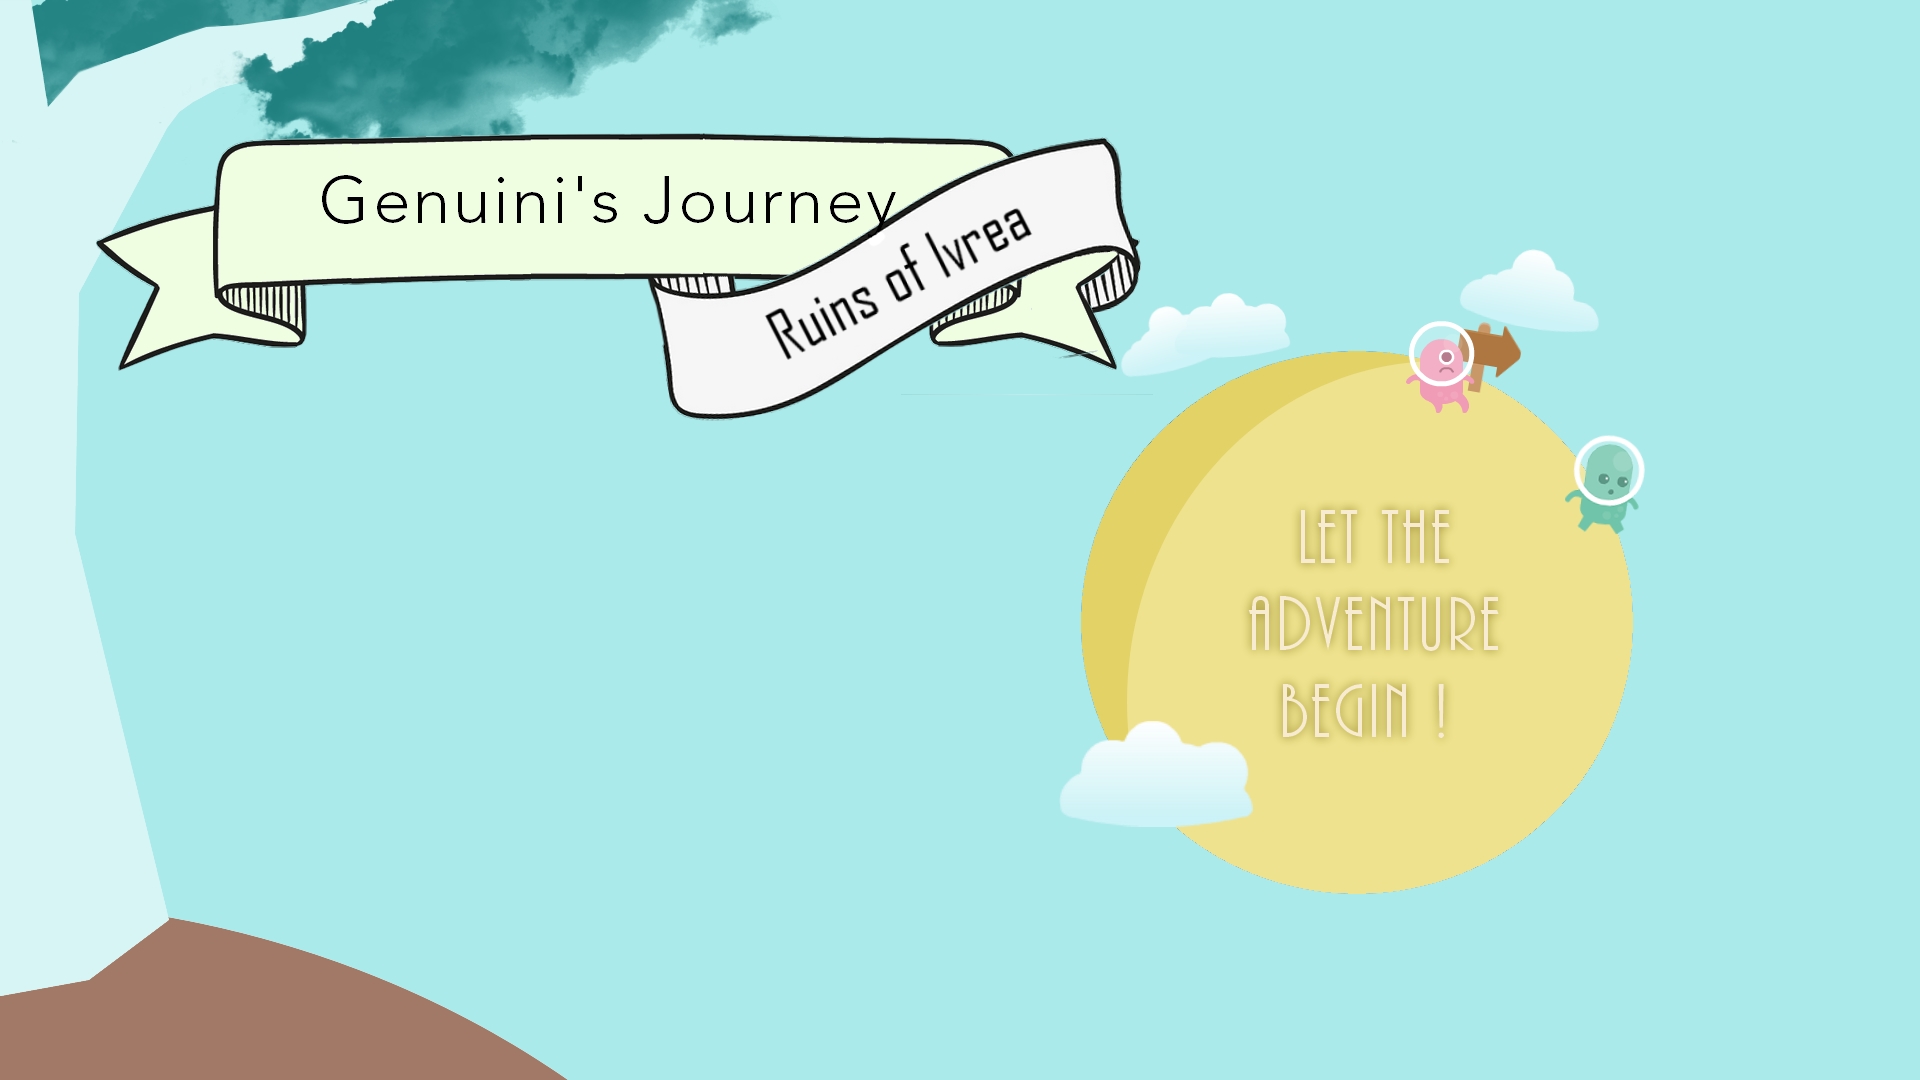 Genuini's Journey
Ruins of Ivrea
LET THE
ADVENTURE
BEGIN !